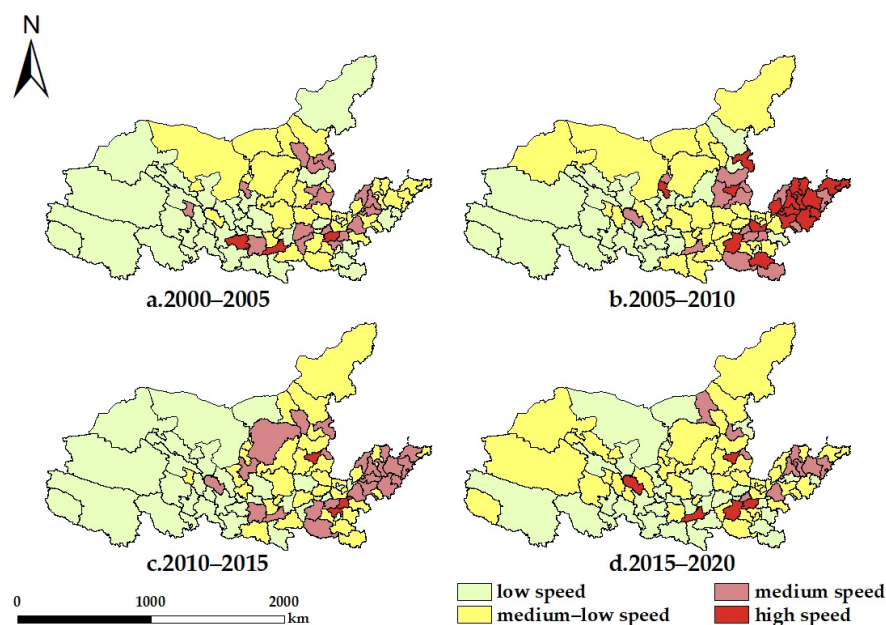 N
a.2000–2005
b.2005–2010
c.2010–2015
d.2015–2020
low speed
medium speed
medium–low speed
high speed
0 1000 2000
km